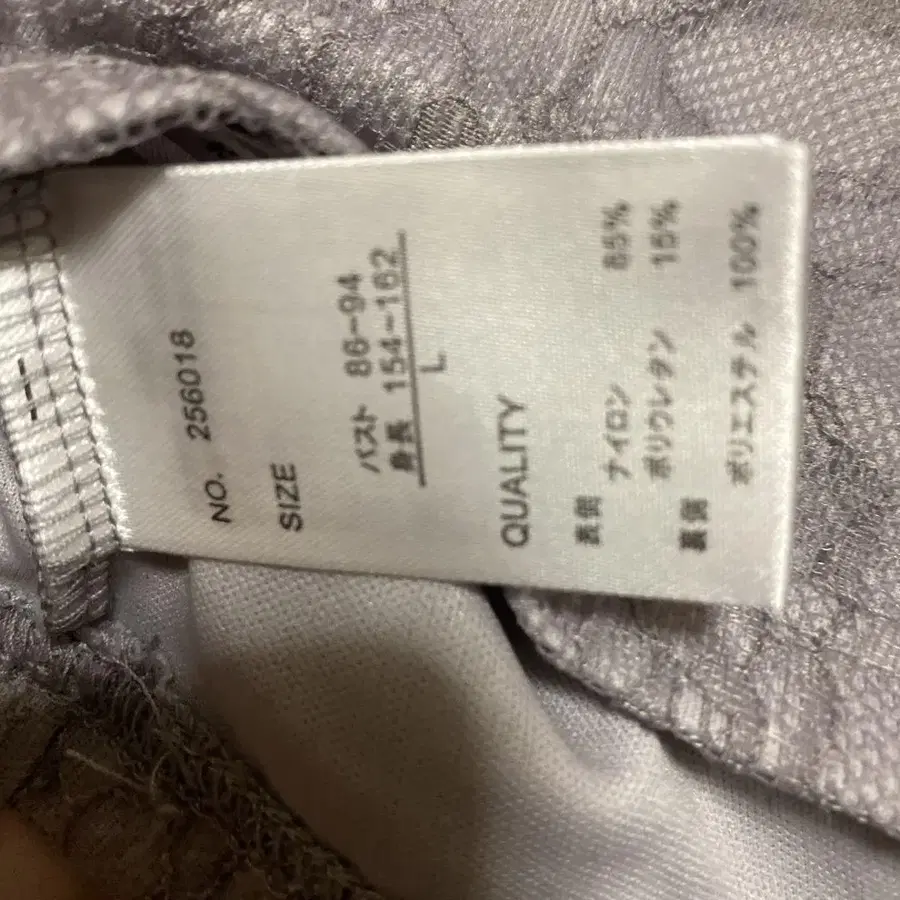 NO. 256018
SIZE
バスト 86-94
身長 154-162
L
QUALITY
表側
ナイロン 85%
ポリウレタン 15%
裏側
ポリエステル 100%